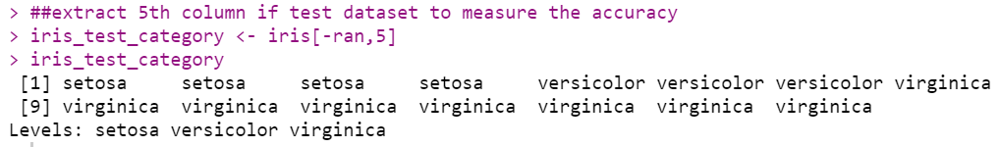 > ##extract 5th column if test dataset to measure the accuracy
> iris_test_category <- iris[-ran,5]
> iris_test_category
[1] setosa setosa setosa setosa versicolor versicolor versicolor virginica
[9] virginica virginica virginica virginica virginica virginica virginica
Levels: setosa versicolor virginica